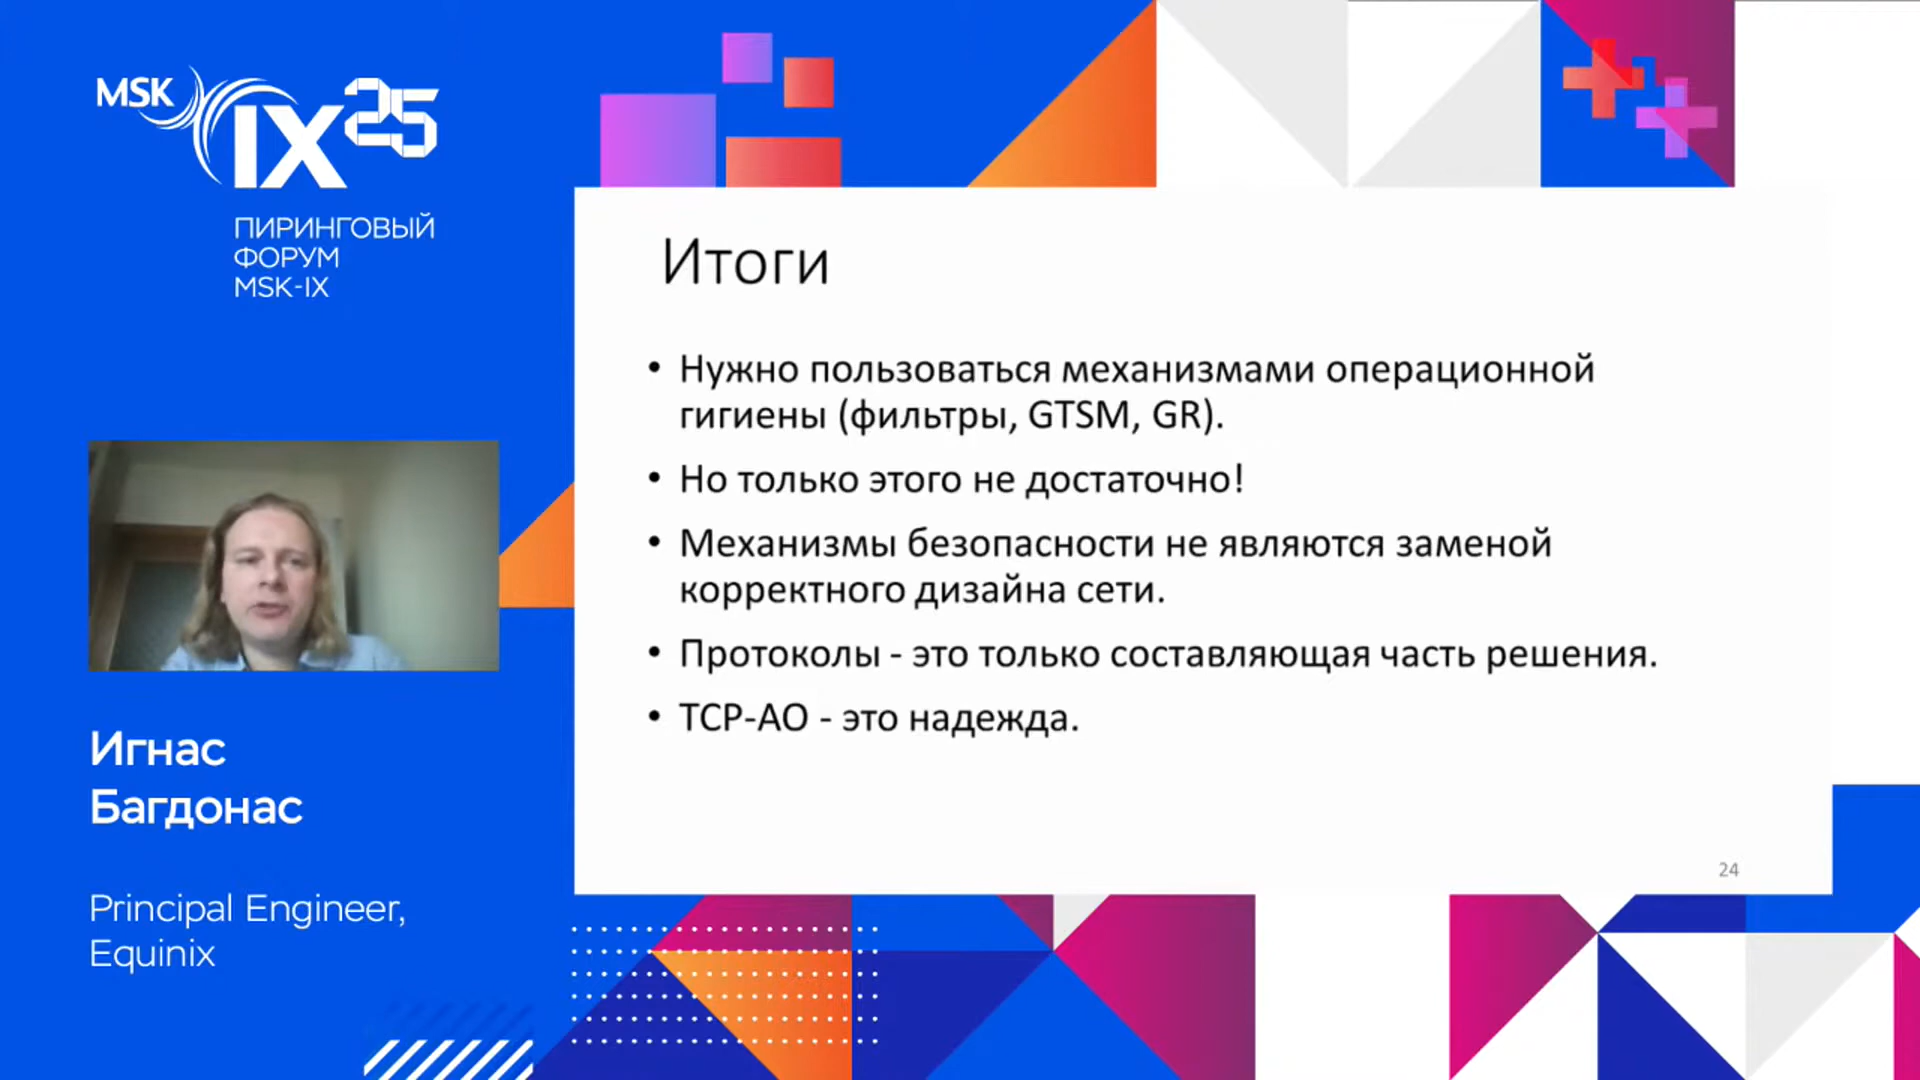 MSK
IX 25
ПИРИНГОВЫЙ
ФОРУМ
MSK-IX
Игнас
Багдонас
Principal Engineer,
Equinix
Итоги
• Нужно пользоваться механизмами операционной
гигиены (фильтры, GTSM, GR).
• Но только этого не достаточно!
• Механизмы безопасности не являются заменой
корректного дизайна сети.
• Протоколы - это только составляющая часть решения.
• TCP-AO - это надежда.
24